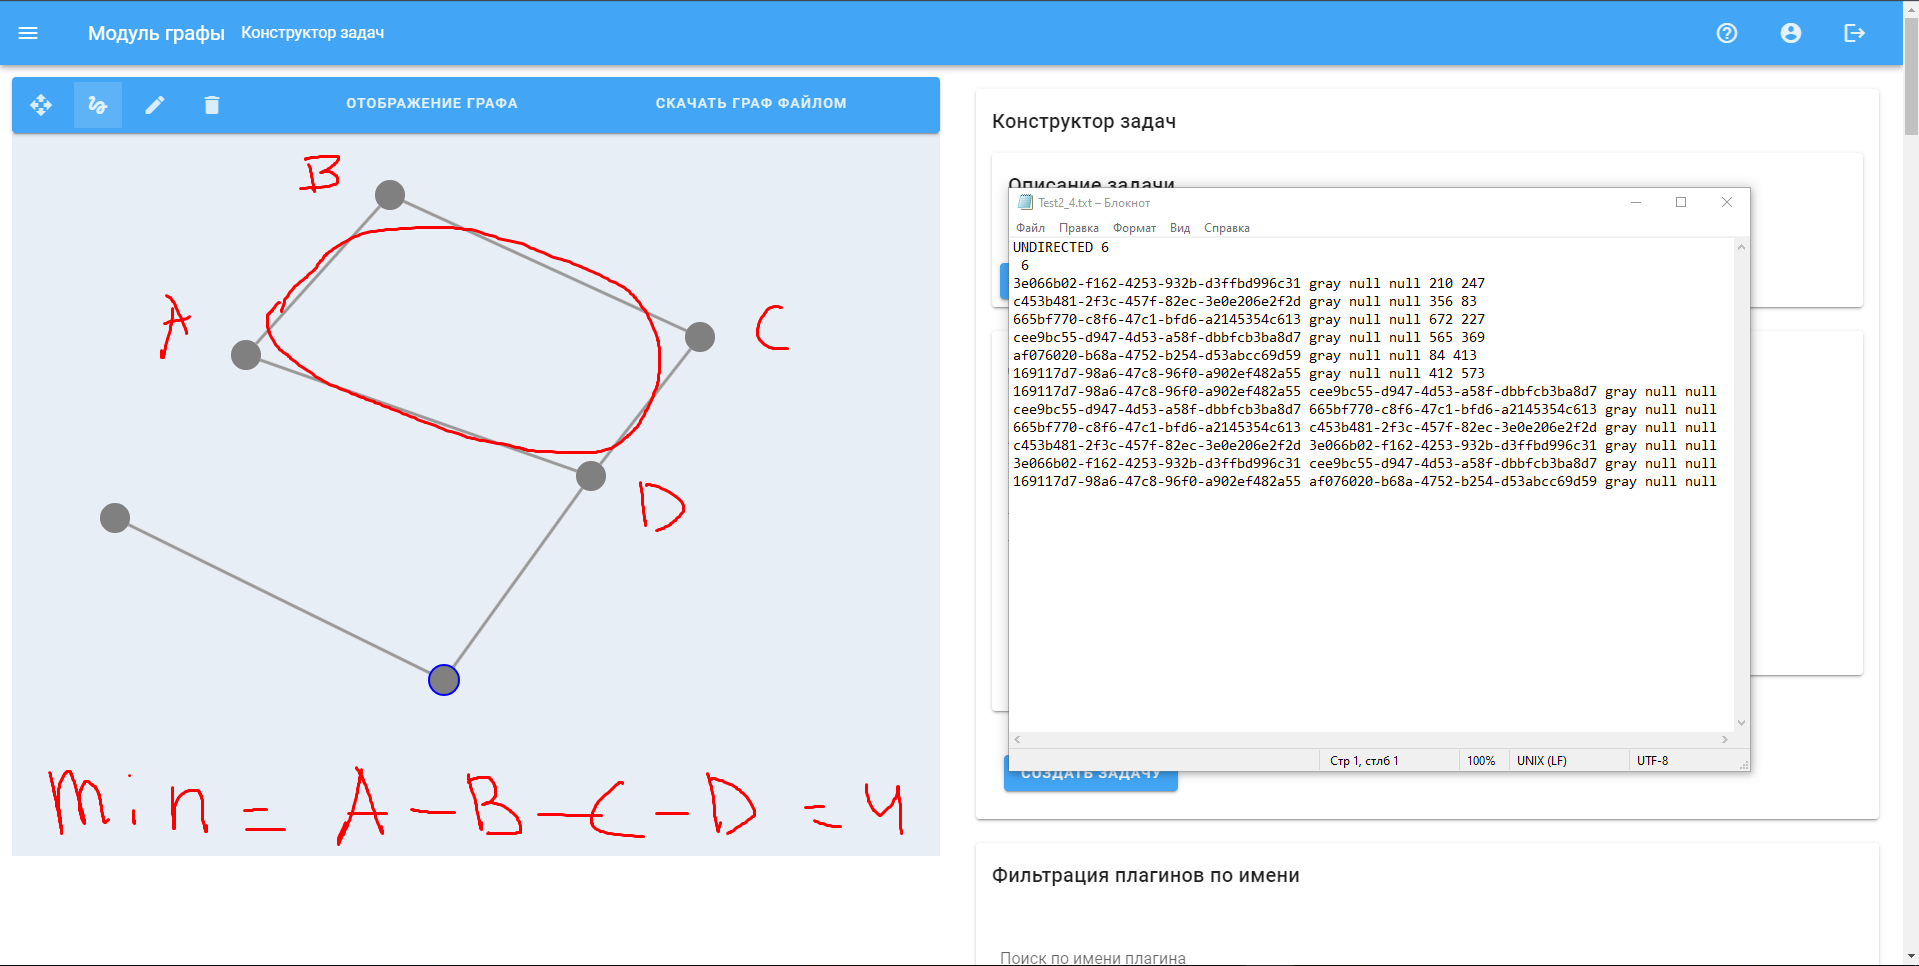 Модуль графы Конструктор задач
ОТОБРАЖЕНИЕ ГРАФА СКАЧАТЬ ГРАФ ФАЙЛОМ
B
A
C
D
Min = A-B-C-D = 4
Конструктор задач
Описание задачи
Test2_4.txt – Блокнот
Файл Правка Формат Вид Справка
UNDIRECTED 6
6
3e066b02-f162-4253-932b-d3ffbd996c31 gray null null 210 247
c453b481-2f3c-457f-82ec-3e0e206e2f2d gray null null 356 83
665bf770-c8f6-47c1-bfd6-a2145354c613 gray null null 672 227
cee9bc55-d947-4d53-a58f-dbbfcb3ba8d7 gray null null 565 369
af076020-b68a-4752-b254-d53abcc69d59 gray null null 84 413
169117d7-98a6-47c8-96f0-a902ef482a55 gray null null 412 573
169117d7-98a6-47c8-96f0-a902ef482a55 cee9bc55-d947-4d53-a58f-dbbfcb3ba8d7 gray null null
cee9bc55-d947-4d53-a58f-dbbfcb3ba8d7 665bf770-c8f6-47c1-bfd6-a2145354c613 gray null null
665bf770-c8f6-47c1-bfd6-a2145354c613 c453b481-2f3c-457f-82ec-3e0e206e2f2d gray null null
c453b481-2f3c-457f-82ec-3e0e206e2f2d 3e066b02-f162-4253-932b-d3ffbd996c31 gray null null
3e066b02-f162-4253-932b-d3ffbd996c31 cee9bc55-d947-4d53-a58f-dbbfcb3ba8d7 gray null null
169117d7-98a6-47c8-96f0-a902ef482a55 af076020-b68a-4752-b254-d53abcc69d59 gray null null
Стр 1, стлб 1 100% UNIX (LF) UTF-8
СОЗДАТЬ ЗАДАЧУ
Фильтрация плагинов по имени
Поиск по имени плагина